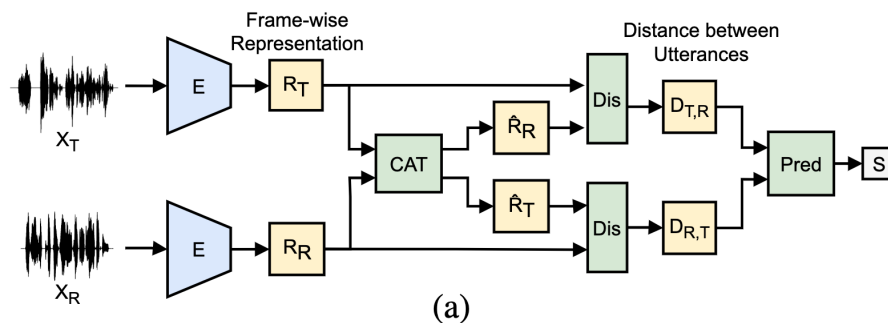 Frame-wise
Representation
Distance between
Utterances
E
R_T
Dis
D_T,R
X_T
R̂_R
CAT
Pred
S
R̂_T
E
R_R
Dis
D_R,T
X_R
(a)